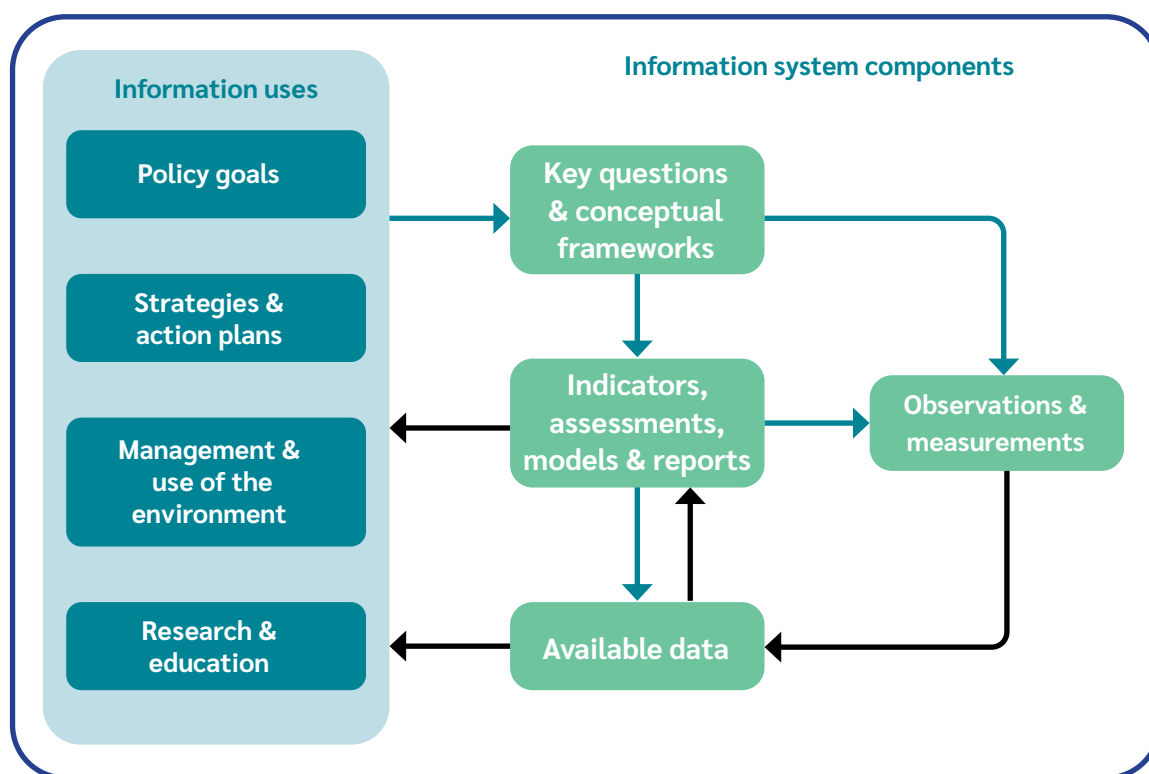 Information uses
Information system components
Policy goals
Strategies &
action plans
Management &
use of the
environment
Research &
education
Key questions
& conceptual
frameworks
Indicators,
assessments,
models & reports
Observations &
measurements
Available data